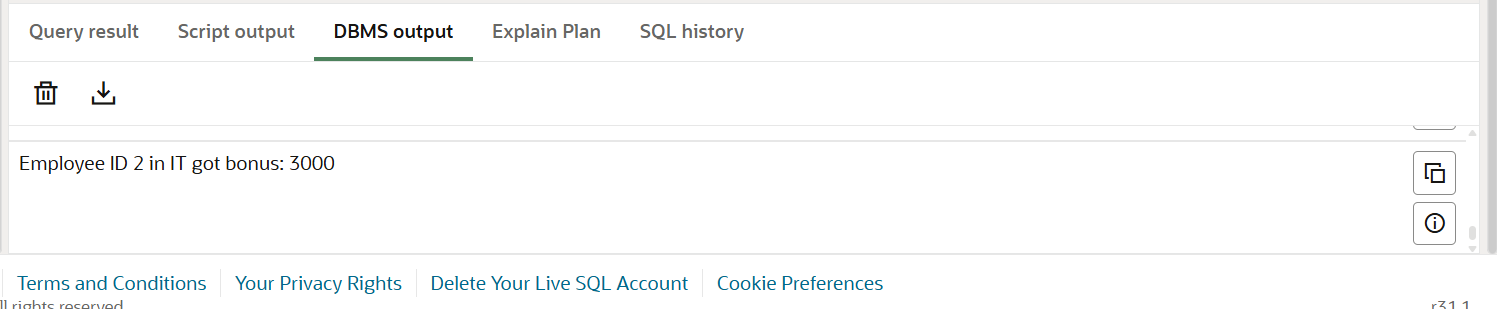 Query result Script output DBMS output Explain Plan SQL history
Employee ID 2 in IT got bonus: 3000
Terms and Conditions Your Privacy Rights Delete Your Live SQL Account Cookie Preferences
ll rights reserved r31.1